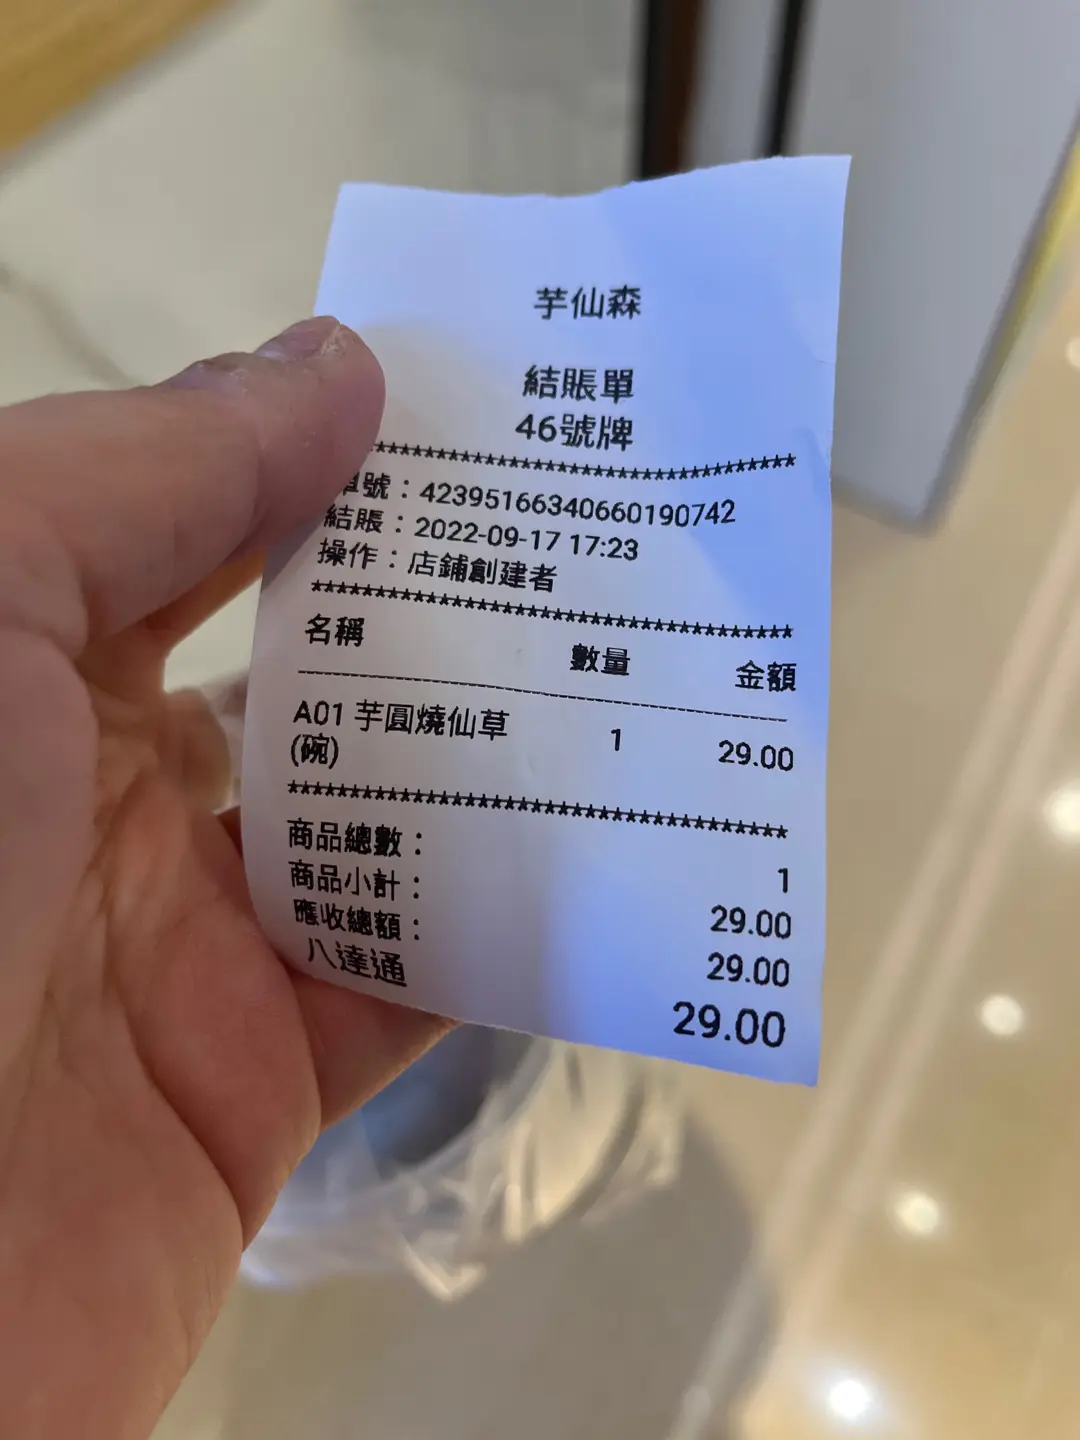 芋仙森
結賬單
46號牌
****************************************
單號：42395166340660190742
結賬：2022-09-17 17:23
操作：店鋪創建者
****************************************
名稱 數量 金額
----------------------------------------
A01 芋圓燒仙草 1 29.00
(碗)
****************************************
商品總數： 1
商品小計： 29.00
應收總額： 29.00
八達通 29.00